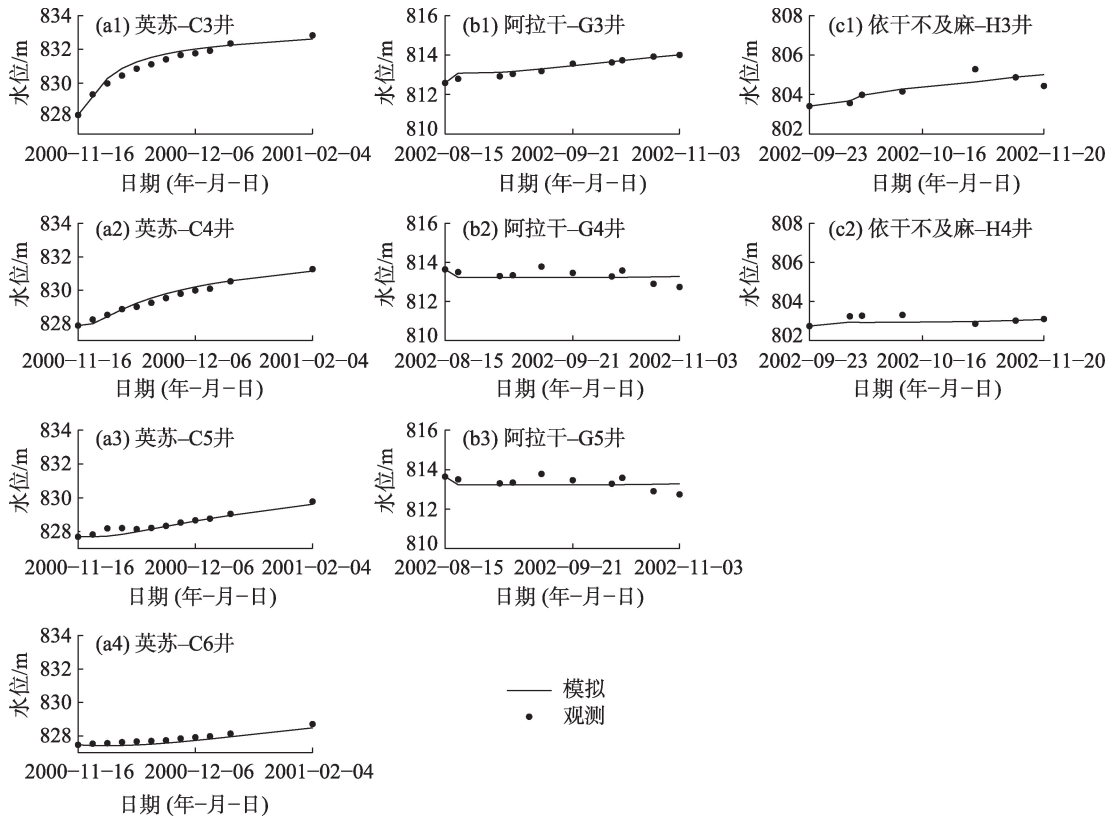 (a1) 英苏–C3井
834
832
830
828
水位/m
2000−11−16 2000−12−06 2001−02−04
日期 (年−月−日)
(b1) 阿拉干–G3井
816
814
812
810
水位/m
2002−08−15 2002−09−21 2002−11−03
日期 (年−月−日)
(c1) 依干不及麻–H3井
808
806
804
802
水位/m
2002−09−23 2002−10−16 2002−11−20
日期 (年−月−日)
(a2) 英苏–C4井
834
832
830
828
水位/m
2000−11−16 2000−12−06 2001−02−04
日期 (年−月−日)
(b2) 阿拉干–G4井
816
814
812
810
水位/m
2002−08−15 2002−09−21 2002−11−03
日期 (年−月−日)
(c2) 依干不及麻–H4井
808
806
804
802
水位/m
2002−09−23 2002−10−16 2002−11−20
日期 (年−月−日)
(a3) 英苏–C5井
834
832
830
828
水位/m
2000−11−16 2000−12−06 2001−02−04
日期 (年−月−日)
(b3) 阿拉干–G5井
816
814
812
810
水位/m
2002−08−15 2002−09−21 2002−11−03
日期 (年−月−日)
(a4) 英苏–C6井
834
832
830
828
水位/m
2000−11−16 2000−12−06 2001−02−04
日期 (年−月−日)
模拟
观测